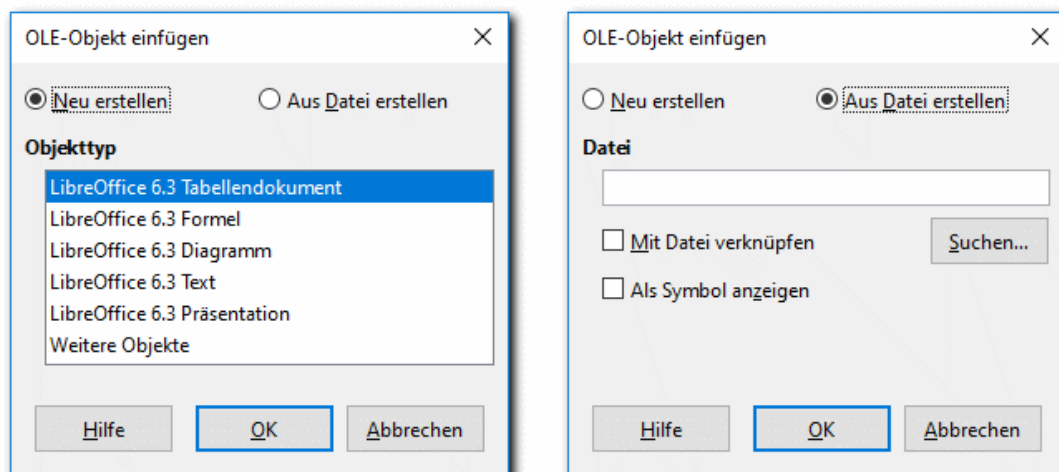 OLE-Objekt einfügen
Neu erstellen
Aus Datei erstellen
Objekttyp
LibreOffice 6.3 Tabellendokument
LibreOffice 6.3 Formel
LibreOffice 6.3 Diagramm
LibreOffice 6.3 Text
LibreOffice 6.3 Präsentation
Weitere Objekte
Hilfe
OK
Abbrechen
OLE-Objekt einfügen
Neu erstellen
Aus Datei erstellen
Datei
Mit Datei verknüpfen
Suchen...
Als Symbol anzeigen
Hilfe
OK
Abbrechen